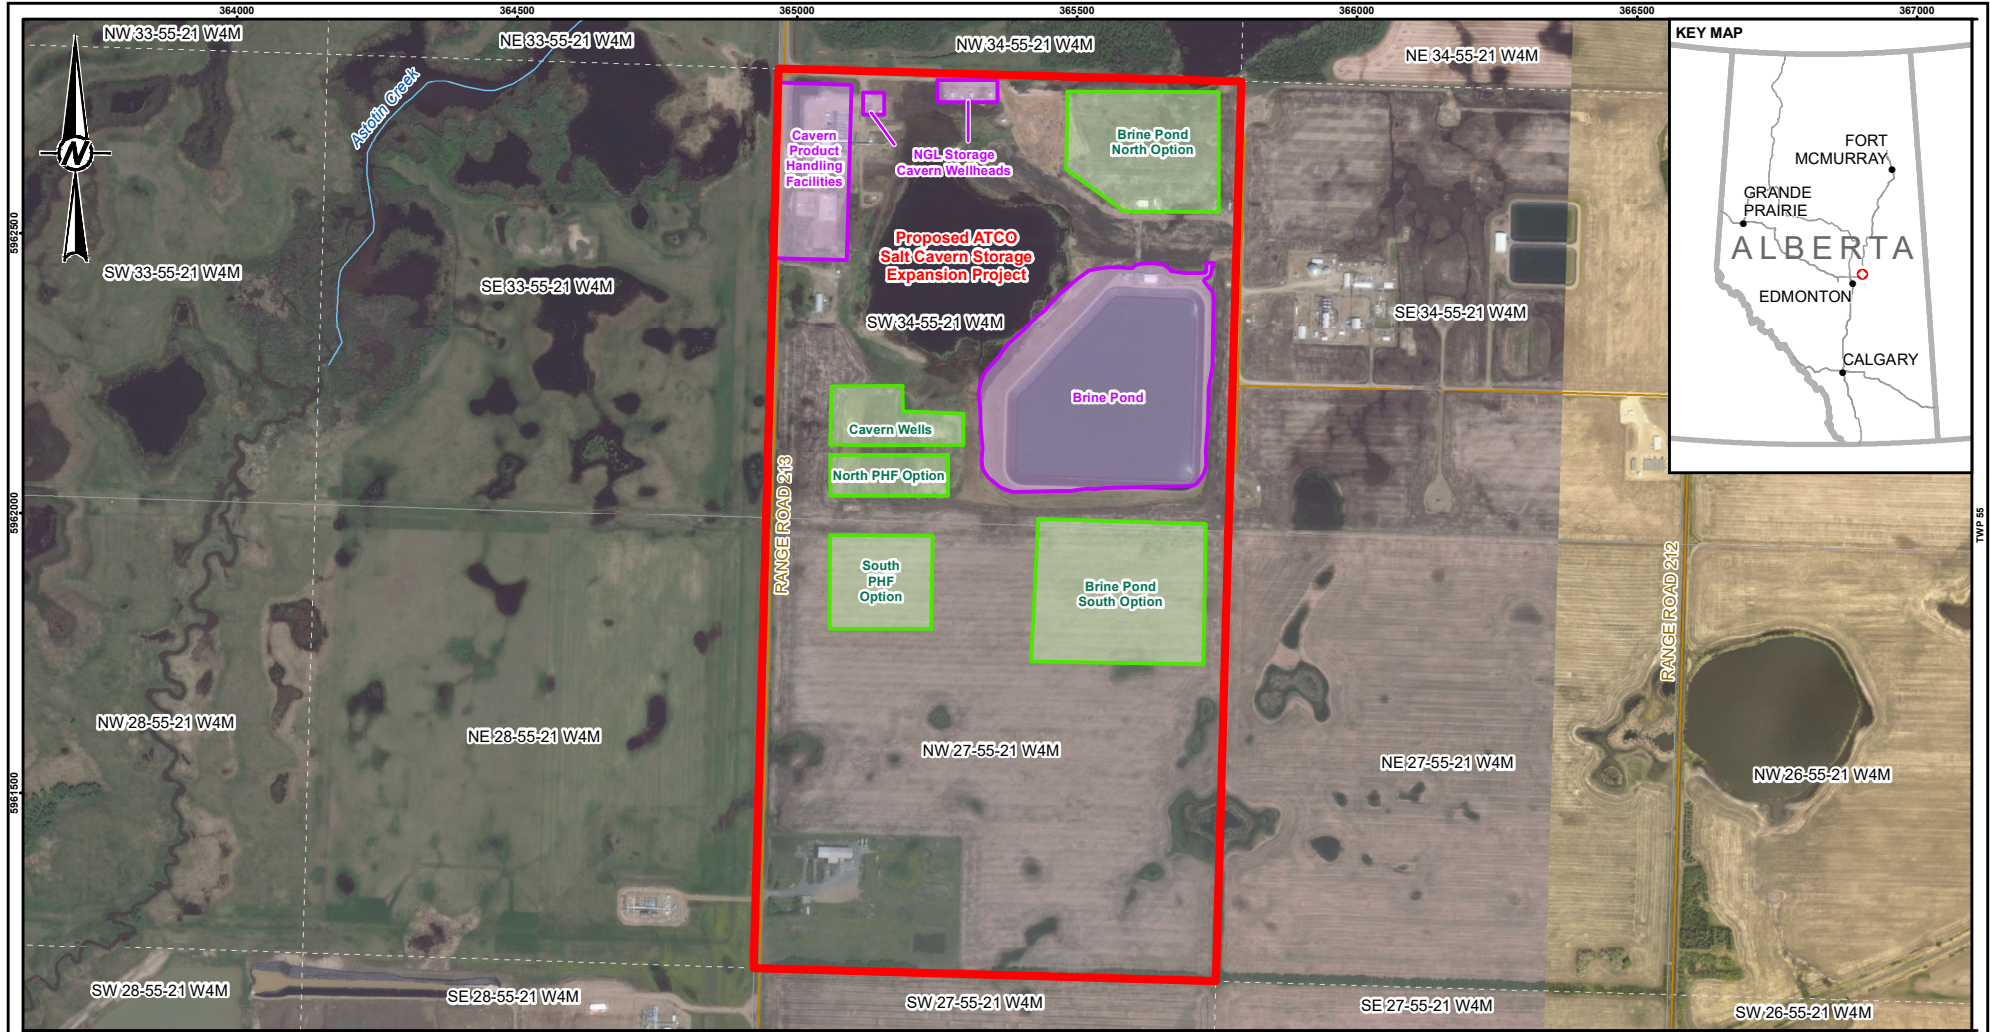 364000
364500
365000
365500
366000
366500
367000
NW 33-55-21 W4M
NE 33-55-21 W4M
NW 34-55-21 W4M
NE 34-55-21 W4M
KEY MAP
FORT
MCMURRAY
GRANDE
PRAIRIE
ALBERTA
EDMONTON
CALGARY
Astotin Creek
N
Cavern
Product
Handling
Facilities
NGL Storage
Cavern Wellheads
Brine Pond
North Option
5962500
Proposed ATCO
Salt Cavern Storage
Expansion Project
SW 33-55-21 W4M
SE 33-55-21 W4M
SW 34-55-21 W4M
SE 34-55-21 W4M
Brine Pond
Cavern Wells
North PHF Option
RANGE ROAD 213
5962000
TWP 55
South
PHF
Option
Brine Pond
South Option
RANGE ROAD 212
NW 28-55-21 W4M
NE 28-55-21 W4M
NW 27-55-21 W4M
NE 27-55-21 W4M
NW 26-55-21 W4M
5961500
SW 28-55-21 W4M
SE 28-55-21 W4M
SW 27-55-21 W4M
SE 27-55-21 W4M
SW 26-55-21 W4M